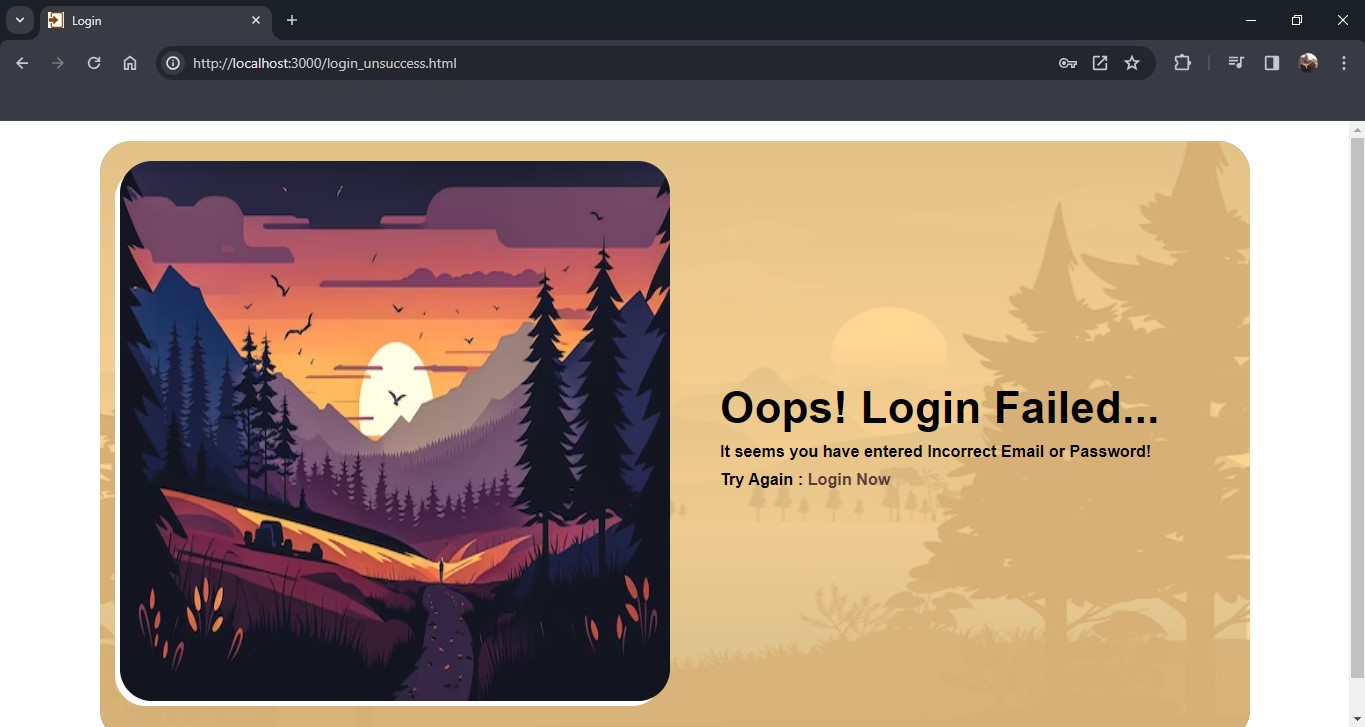 Login
http://localhost:3000/login_unsuccess.html
Oops! Login Failed...
It seems you have entered Incorrect Email or Password!
Try Again : Login Now